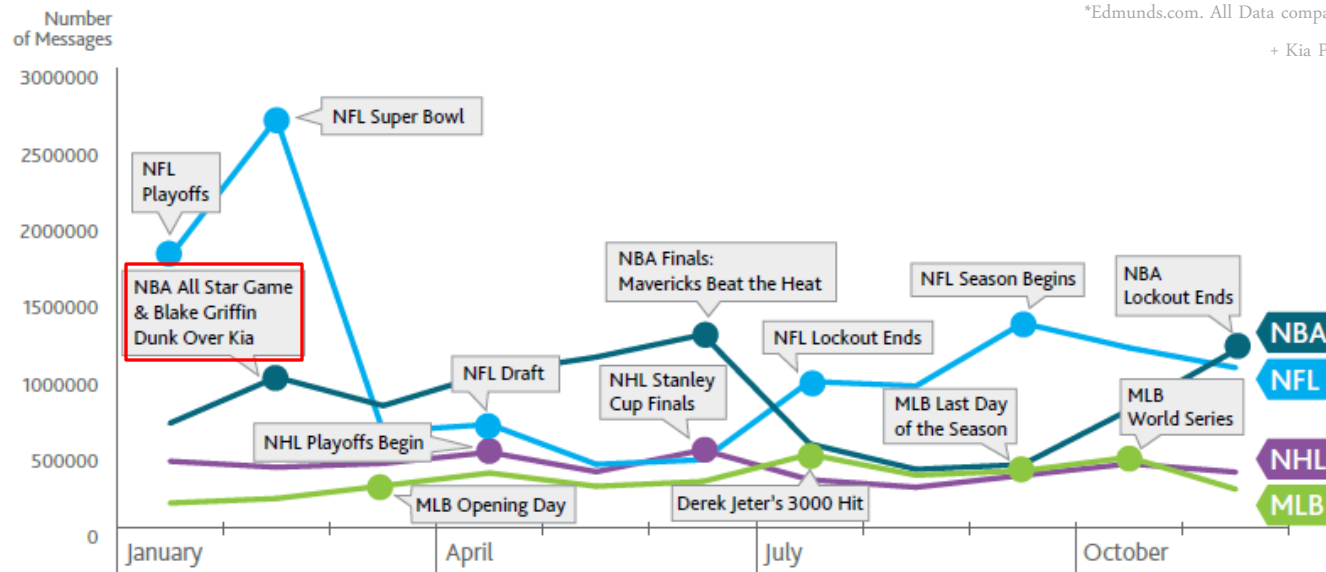 Number
of Messages
*Edmunds.com. All Data compa
+ Kia P
3000000
2500000
2000000
1500000
1000000
500000
0
NFL
Playoffs
NFL Super Bowl
NBA All Star Game
& Blake Griffin
Dunk Over Kia
NFL Draft
NHL Playoffs Begin
MLB Opening Day
NBA Finals:
Mavericks Beat the Heat
NHL Stanley
Cup Finals
NFL Lockout Ends
Derek Jeter's 3000 Hit
NFL Season Begins
MLB Last Day
of the Season
NBA
Lockout Ends
MLB
World Series
NBA
NFL
NHL
MLB
January
April
July
October